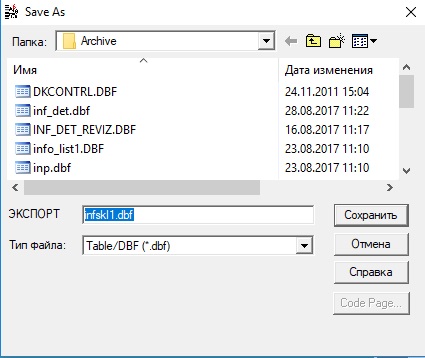 Save As
Папка: Archive
Имя Дата изменения
DKCONTRL.DBF 24.11.2011 15:04
inf_det.dbf 28.08.2017 11:22
INF_DET_REVIZ.DBF 16.08.2017 11:17
info_list1.DBF 23.08.2017 11:10
inp.dbf 23.08.2017 11:10
ЭКСПОРТ infskl1.dbf Сохранить
Тип файла: Table/DBF (*.dbf) Отмена
Справка
Code Page...